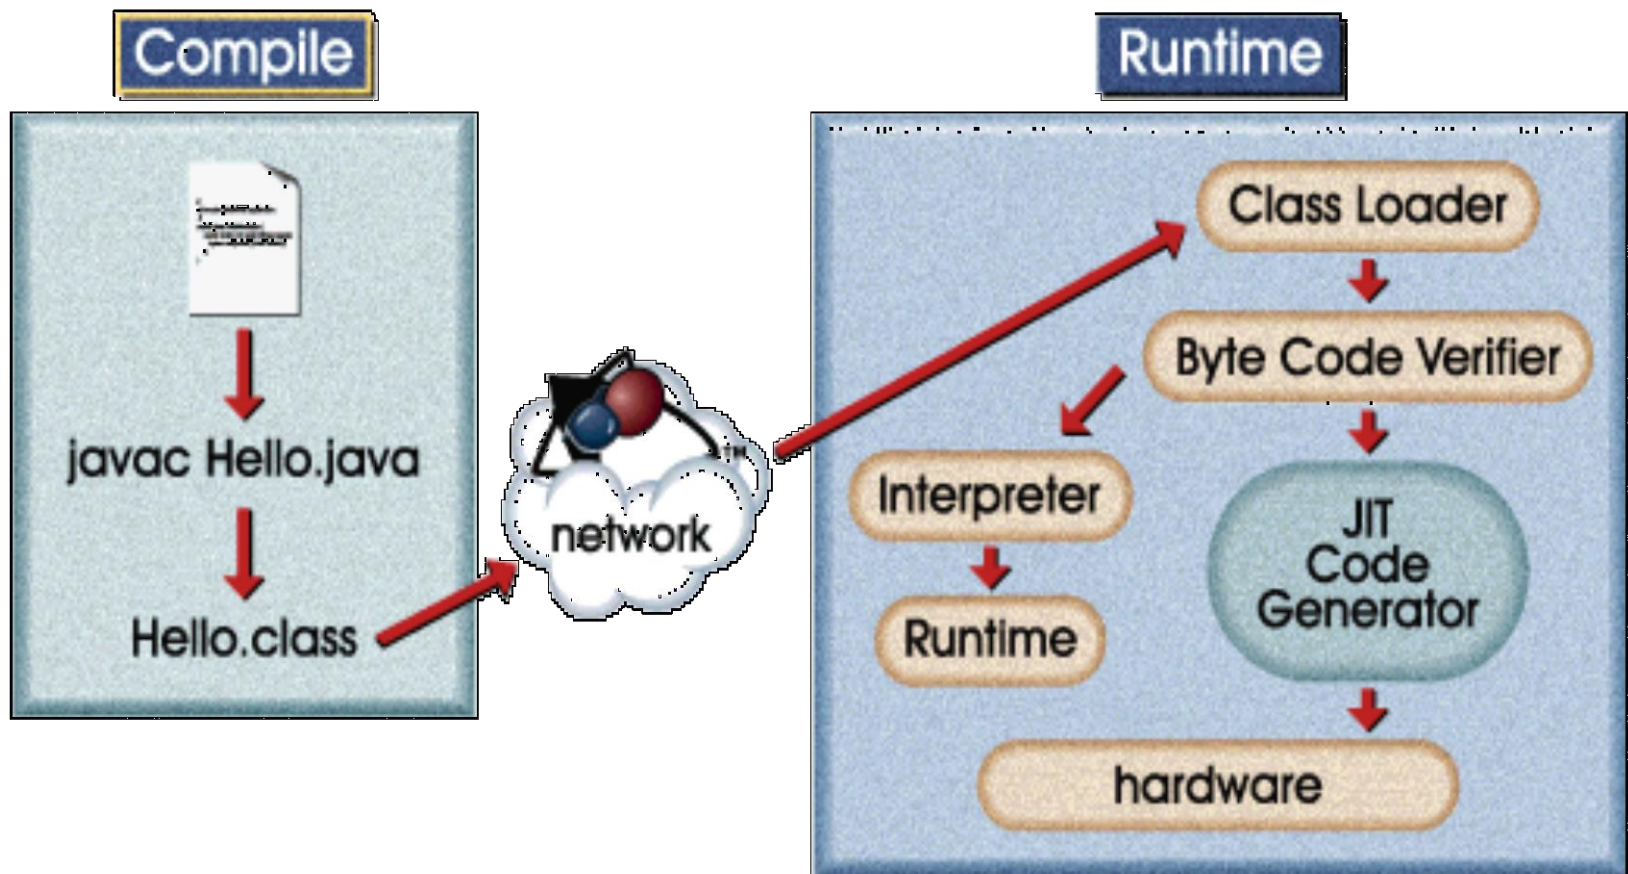 Compile
Runtime
javac Hello.java
Hello.class
network
TM
Class Loader
Byte Code Verifier
Interpreter
Runtime
JIT
Code
Generator
hardware